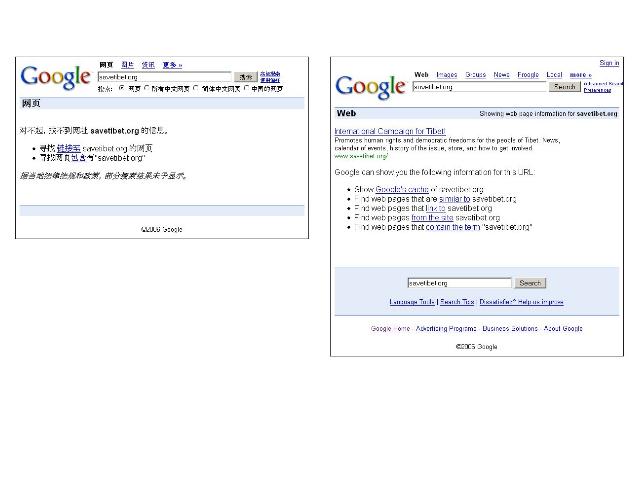 Google
网页 图片 资讯 更多 »
savetibet.org
搜索
搜索: 网页 所有中文网页 简体中文网页 中国的网页
网页
对不起，找不到网址 savetibet.org 的信息。
寻找 链接到 savetibet.org 的网页
寻找网页包含有"savetibet.org"
据当地法律法规和政策，部分搜索结果未予显示。
©2006 Google
Sign in
Google
Web Images Groups News Froogle Local more »
savetibet.org
Search
Advanced Search
Preferences
Web
Showing web page information for savetibet.org
International Campaign for Tibet!
Promotes human rights and democratic freedoms for the people of Tibet. News,
calendar of events, history of the issue, store, and how to get involved.
www.savetibet.org/
Google can show you the following information for this URL:
Show Google's cache of savetibet.org
Find web pages that are similar to savetibet.org
Find web pages that link to savetibet.org
Find web pages from the site savetibet.org
Find web pages that contain the term "savetibet.org"
savetibet.org
Search
Language Tools | Search Tips | Dissatisfied? Help us improve
Google Home - Advertising Programs - Business Solutions - About Google
©2006 Google